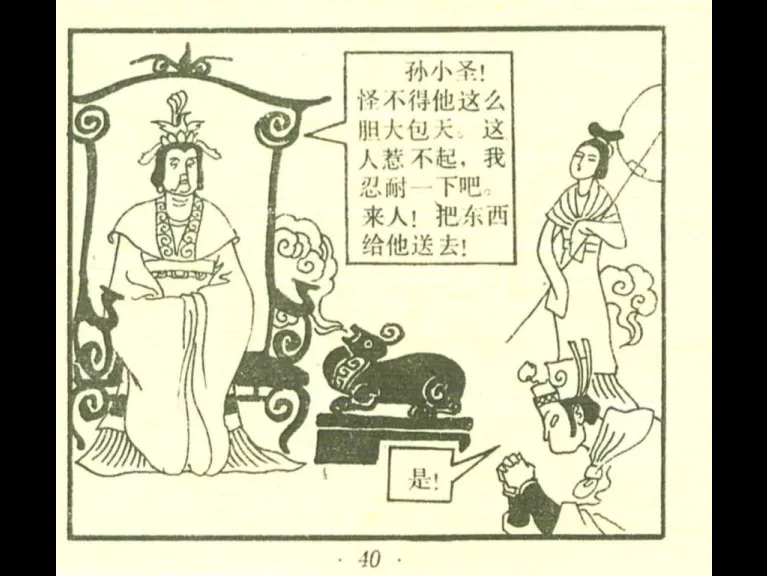 孙小圣!
怪不得他这么
胆大包天。这
人惹不起，我
忍耐一下吧。
来人! 把东西
给他送去!
是!
· 40 ·